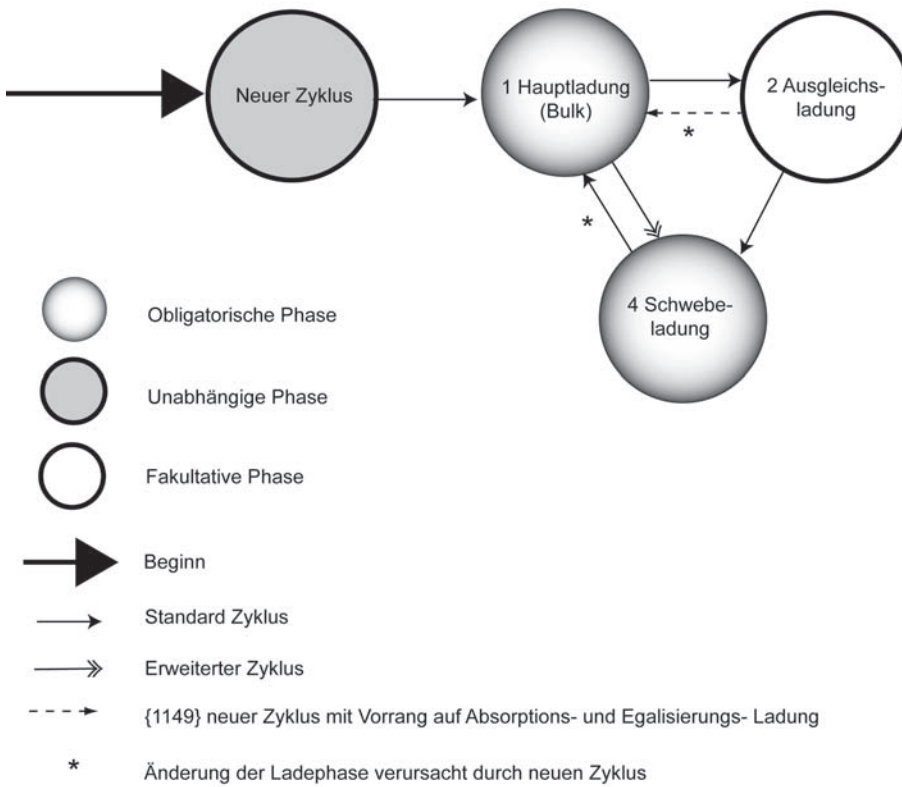 Neuer Zyklus
1 Hauptladung
(Bulk)
2 Ausgleichs-
ladung
*
*
4 Schwebe-
ladung
Obligatorische Phase
Unabhängige Phase
Fakultative Phase
Beginn
Standard Zyklus
Erweiterter Zyklus
{1149} neuer Zyklus mit Vorrang auf Absorptions- und Egalisierungs- Ladung
* Änderung der Ladephase verursacht durch neuen Zyklus